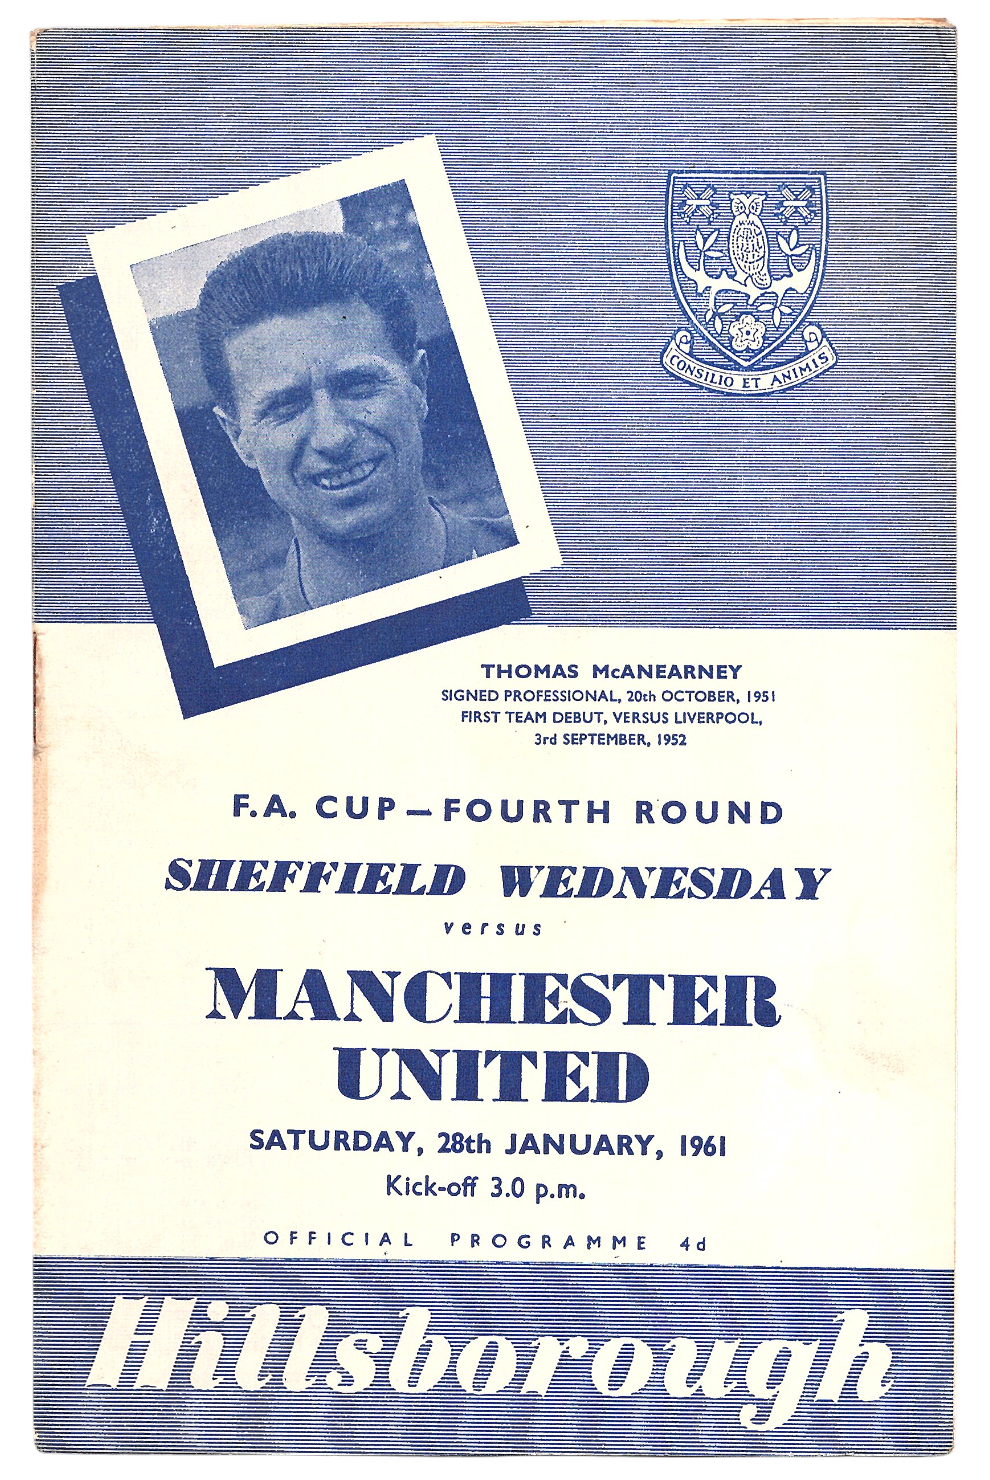 CONSILIO ET ANIMIS
THOMAS McANEARNEY
SIGNED PROFESSIONAL, 20th OCTOBER, 1951
FIRST TEAM DEBUT, VERSUS LIVERPOOL,
3rd SEPTEMBER, 1952
F.A. CUP—FOURTH ROUND
SHEFFIELD WEDNESDAY
versus
MANCHESTER
UNITED
SATURDAY, 28th JANUARY, 1961
Kick-off 3.0 p.m.
OFFICIAL PROGRAMME 4d
Hillsborough